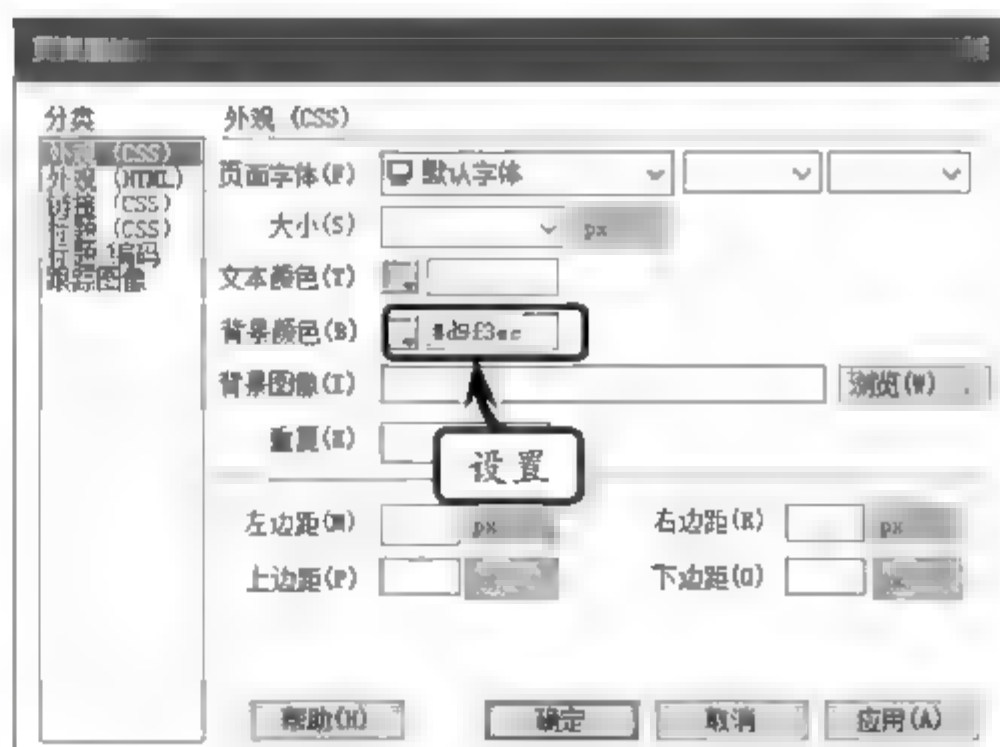 分类
外观 (CSS)
外观 (HTML)
链接 (CSS)
标题 (CSS)
标题/编码
跟踪图像
外观 (CSS)
页面字体(F) 默认字体
大小(S) px
文本颜色(T)
背景颜色(B) #d9f3ec
背景图像(I) 浏览(W)
重复(E)
设置
左边距(M) px 右边距(R) px
上边距(P) 下边距(O)
帮助(H) 确定 取消 应用(A)